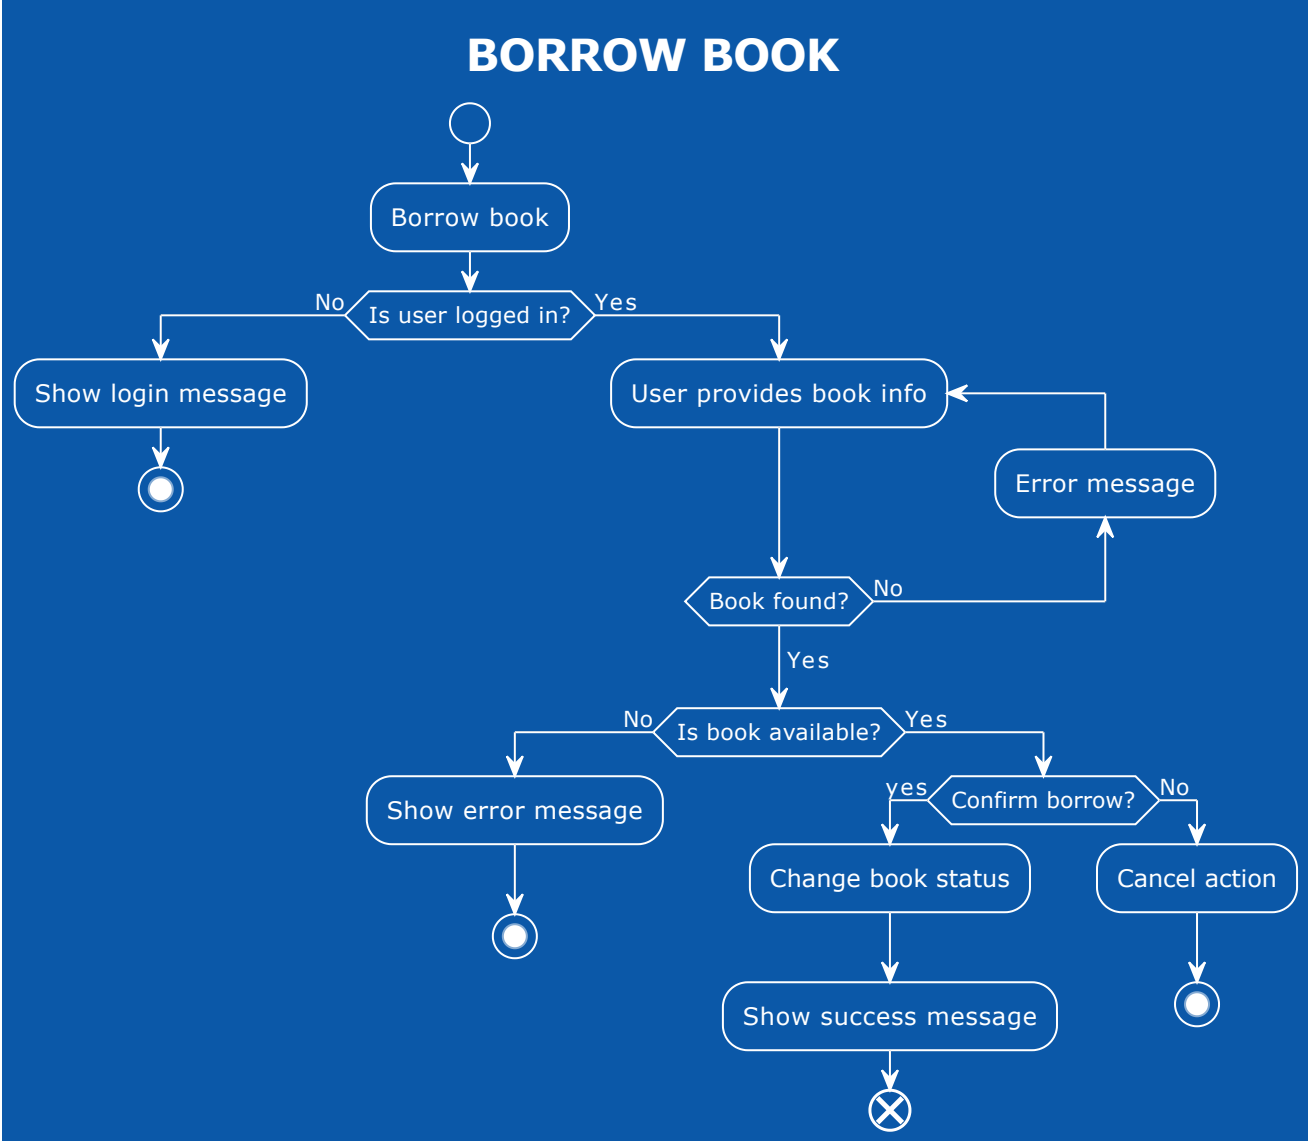 BORROW BOOK
Borrow book
No
Is user logged in?
Yes
Show login message
User provides book info
Error message
Book found?
No
Yes
No
Is book available?
Yes
Show error message
yes
Confirm borrow?
No
Change book status
Cancel action
Show success message